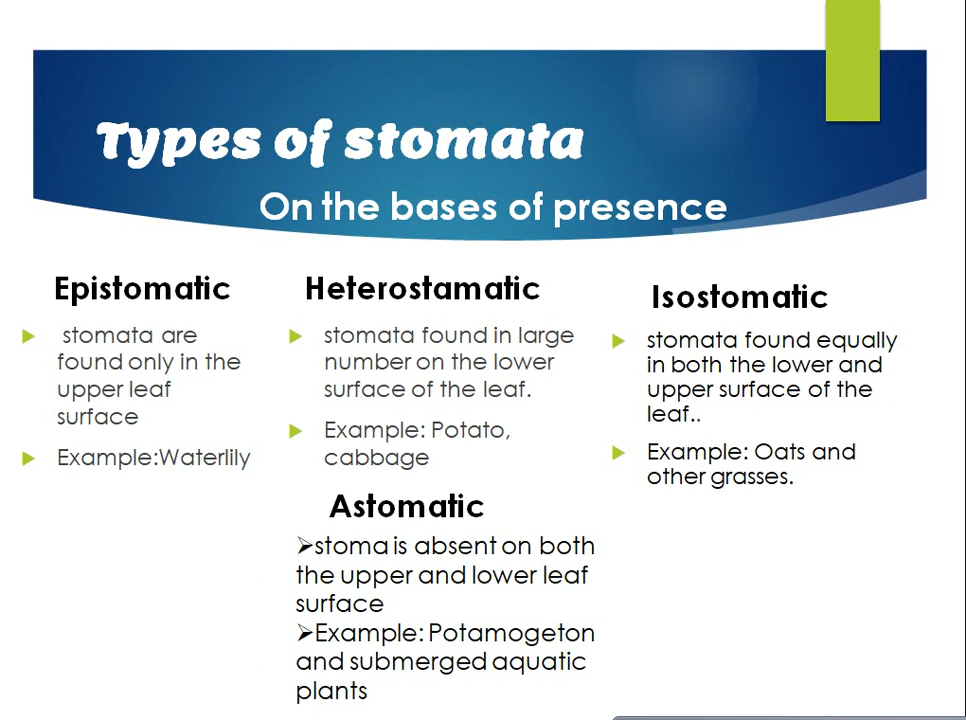 Types of stomata
On the bases of presence
Epistomatic
stomata are
found only in the
upper leaf
surface
Example:Waterlily
Heterostamatic
stomata found in large
number on the lower
surface of the leaf.
Example: Potato,
cabbage
Astomatic
stoma is absent on both
the upper and lower leaf
surface
Example: Potamogeton
and submerged aquatic
plants
Isostomatic
stomata found equally
in both the lower and
upper surface of the
leaf..
Example: Oats and
other grasses.